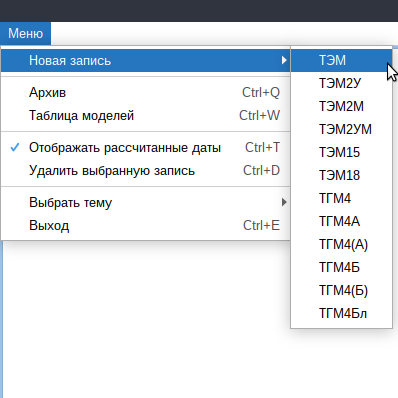 Меню
Новая запись
Архив Ctrl+Q
Таблица моделей Ctrl+W
Отображать рассчитанные даты Ctrl+T
Удалить выбранную запись Ctrl+D
Выбрать тему
Выход Ctrl+E
ТЭМ
ТЭМ2У
ТЭМ2М
ТЭМ2УМ
ТЭМ15
ТЭМ18
ТГМ4
ТГМ4А
ТГМ4(А)
ТГМ4Б
ТГМ4(Б)
ТГМ4Бл